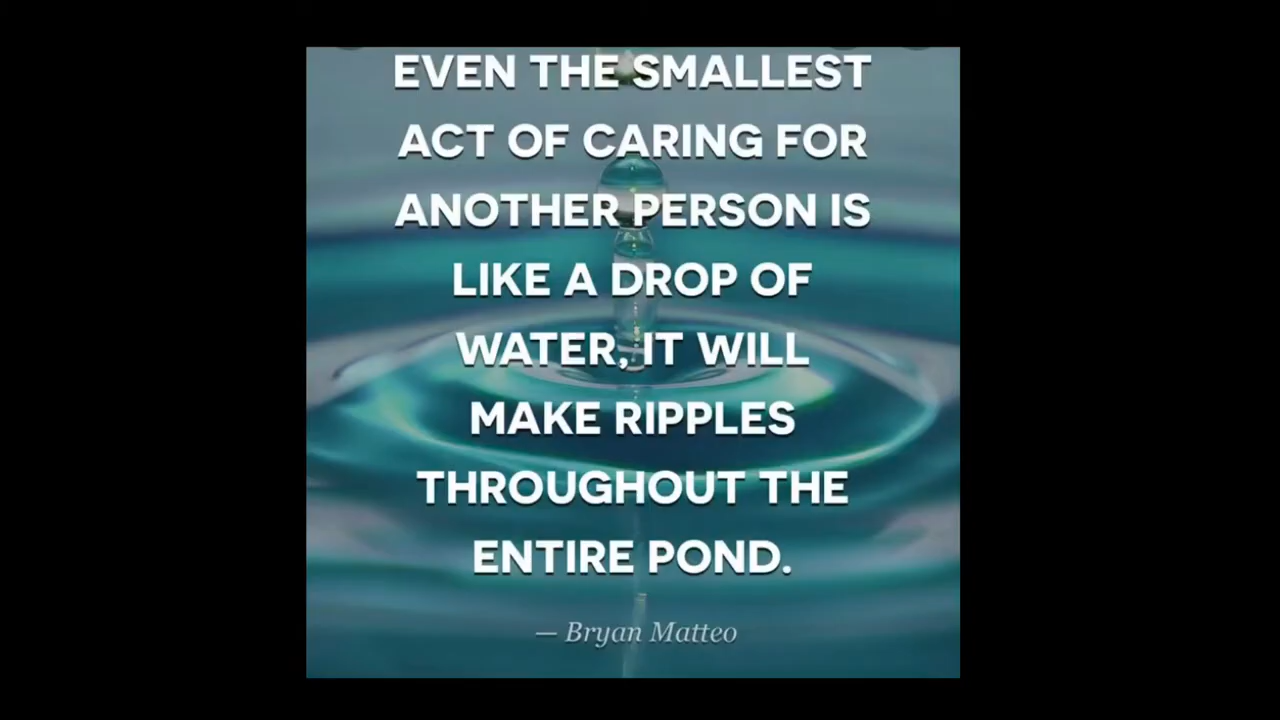 EVEN THE SMALLEST
ACT OF CARING FOR
ANOTHER PERSON IS
LIKE A DROP OF
WATER, IT WILL
MAKE RIPPLES
THROUGHOUT THE
ENTIRE POND.
— Bryan Matteo